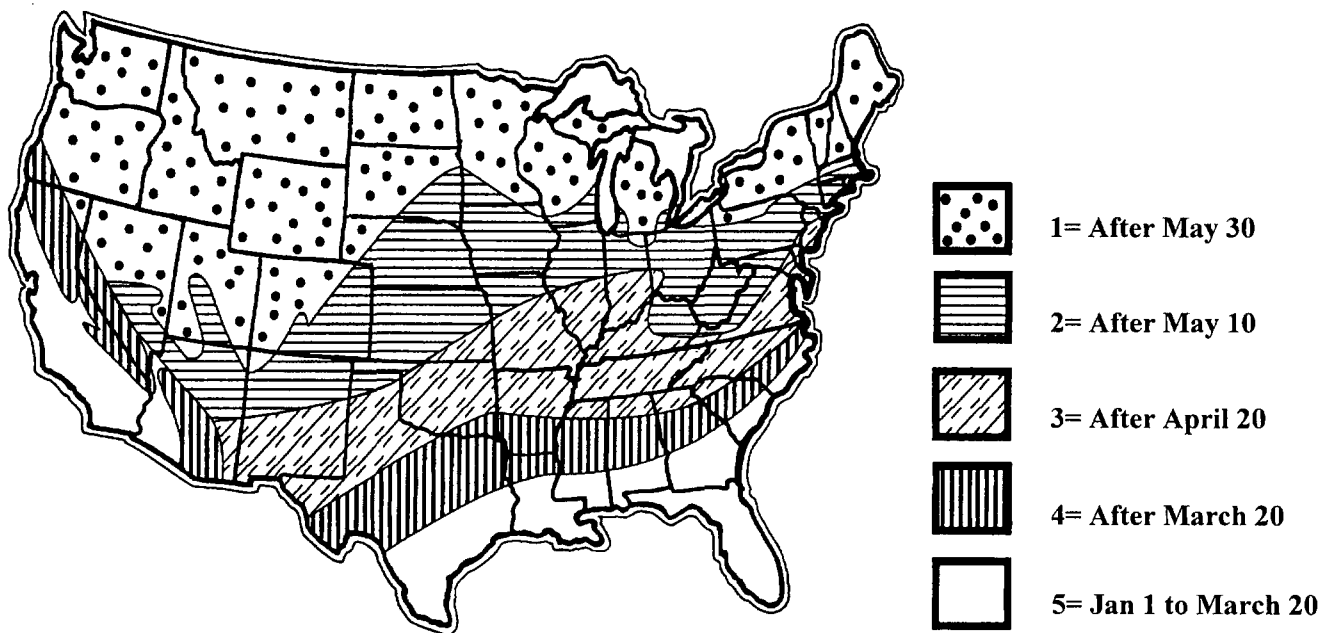 1= After May 30
2= After May 10
3= After April 20
4= After March 20
5= Jan 1 to March 20